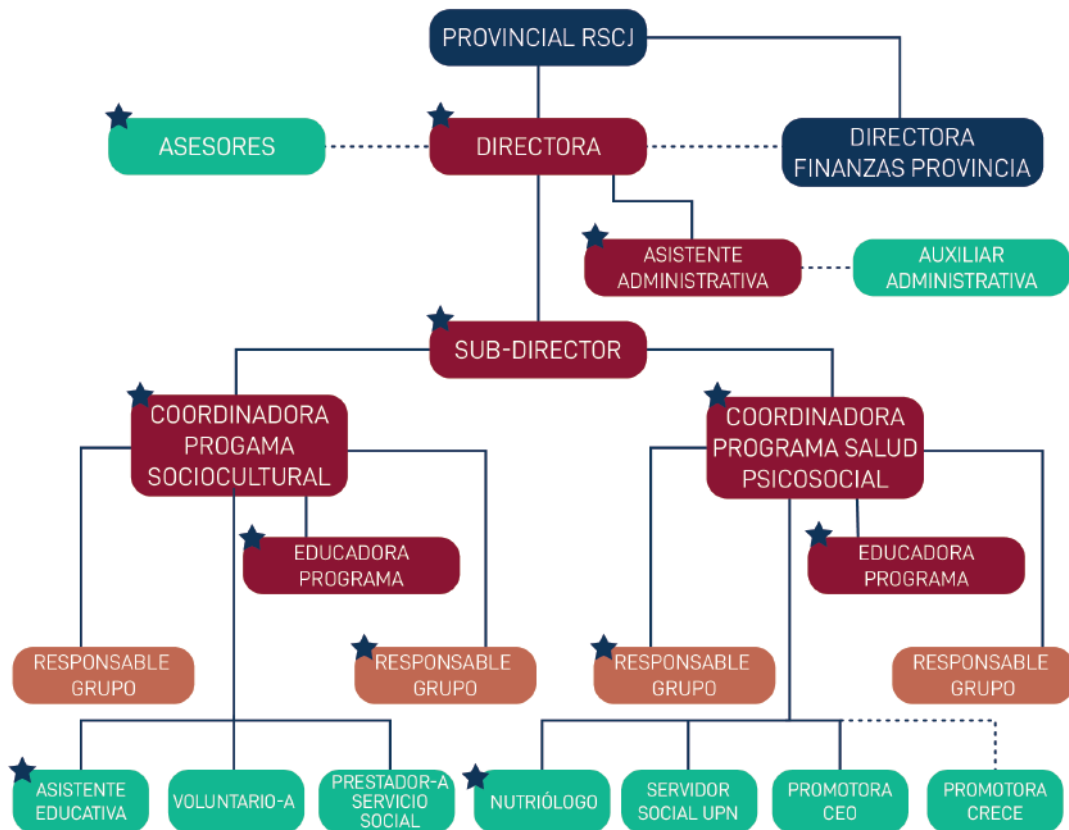 PROVINCIAL RSCJ
ASESORES
DIRECTORA
DIRECTORA
FINANZAS PROVINCIA
ASISTENTE
ADMINISTRATIVA
AUXILIAR
ADMINISTRATIVA
SUB-DIRECTOR
COORDINADORA
PROGAMA
SOCIOCULTURAL
COORDINADORA
PROGRAMA SALUD
PSICOSOCIAL
EDUCADORA
PROGRAMA
EDUCADORA
PROGRAMA
RESPONSABLE
GRUPO
RESPONSABLE
GRUPO
RESPONSABLE
GRUPO
RESPONSABLE
GRUPO
ASISTENTE
EDUCATIVA
VOLUNTARIO-A
PRESTADOR-A
SERVICIO
SOCIAL
NUTRIÓLOGO
SERVIDOR
SOCIAL UPN
PROMOTORA
CEO
PROMOTORA
CRECE